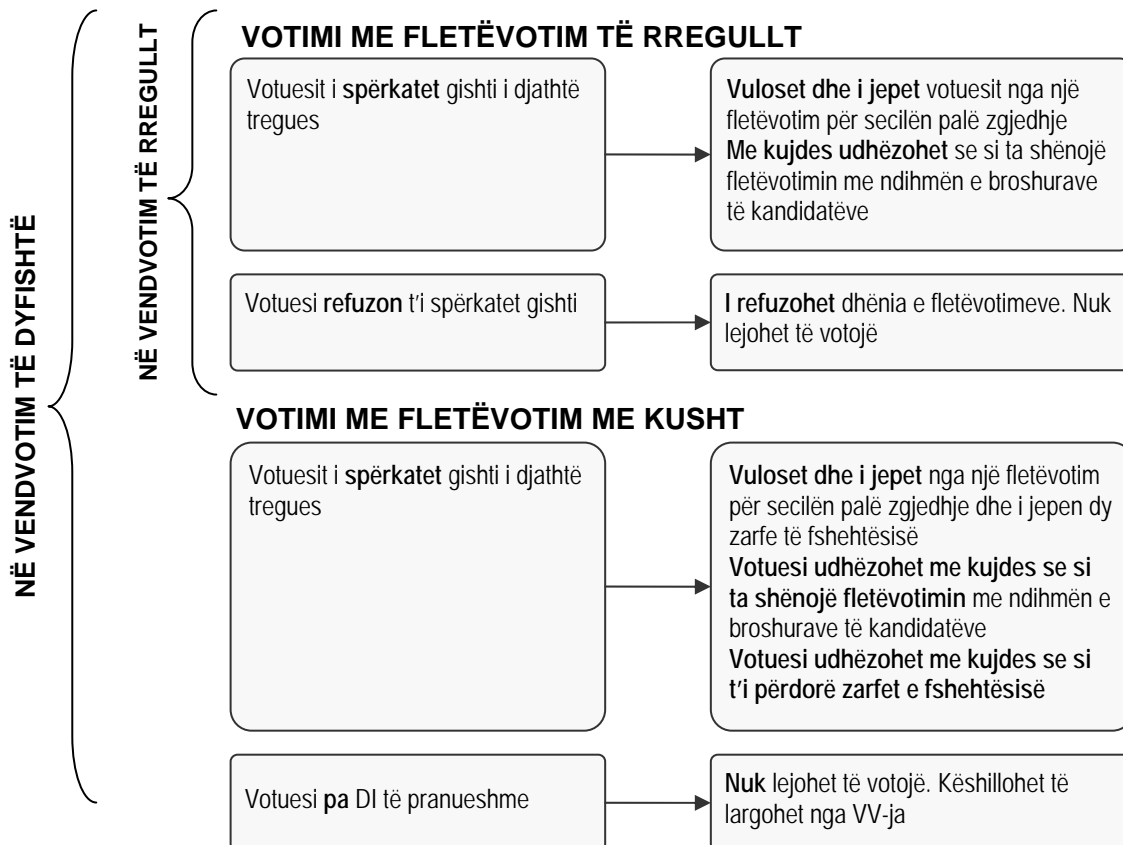 NË VENDVOTIM TË DYFISHTË
NË VENDVOTIM TË RREGULLT
VOTIMI ME FLETËVOTIM TË RREGULLT
Votuesit i spërkatet gishti i djathtë
tregues
Vuloset dhe i jepet votuesit nga një
fletëvotim për secilën palë zgjedhje
Me kujdes udhëzohet se si ta shënojë
fletëvotimin me ndihmën e broshurave
të kandidatëve
Votuesi refuzon t'i spërkatet gishti
I refuzohet dhënia e fletëvotimeve. Nuk
lejohet të votojë
VOTIMI ME FLETËVOTIM ME KUSHT
Votuesit i spërkatet gishti i djathtë
tregues
Vuloset dhe i jepet nga një fletëvotim
për secilën palë zgjedhje dhe i jepen dy
zarfe të fshehtësisë
Votuesi udhëzohet me kujdes se si
ta shënojë fletëvotimin me ndihmën e
broshurave të kandidatëve
Votuesi udhëzohet me kujdes se si
t'i përdorë zarfet e fshehtësisë
Votuesi pa DI të pranueshme
Nuk lejohet të votojë. Këshillohet të
largohet nga VV-ja